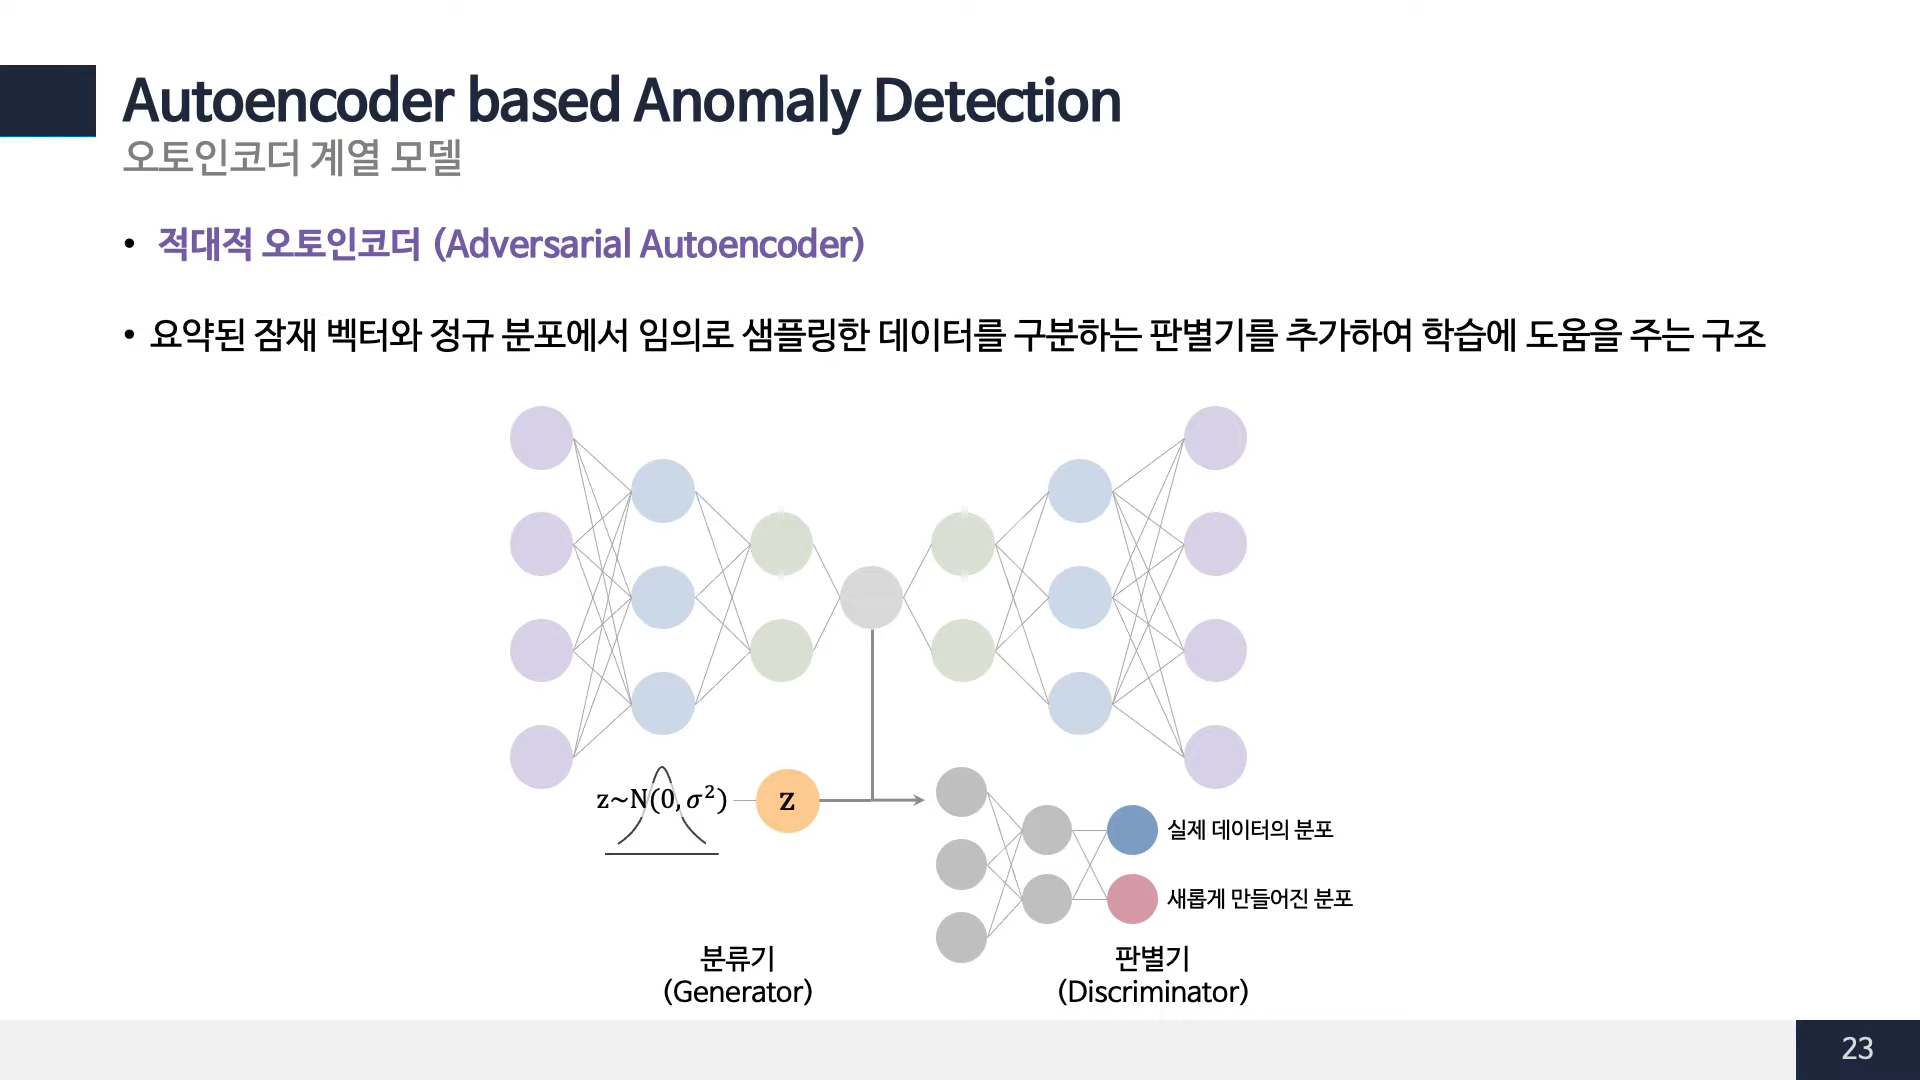 Autoencoder based Anomaly Detection
오토인코더 계열 모델
• 적대적 오토인코더 (Adversarial Autoencoder)
• 요약된 잠재 벡터와 정규 분포에서 임의로 샘플링한 데이터를 구분하는 판별기를 추가하여 학습에 도움을 주는 구조
z~N(0, σ²)
z
실제 데이터의 분포
새롭게 만들어진 분포
분류기
(Generator)
판별기
(Discriminator)
23